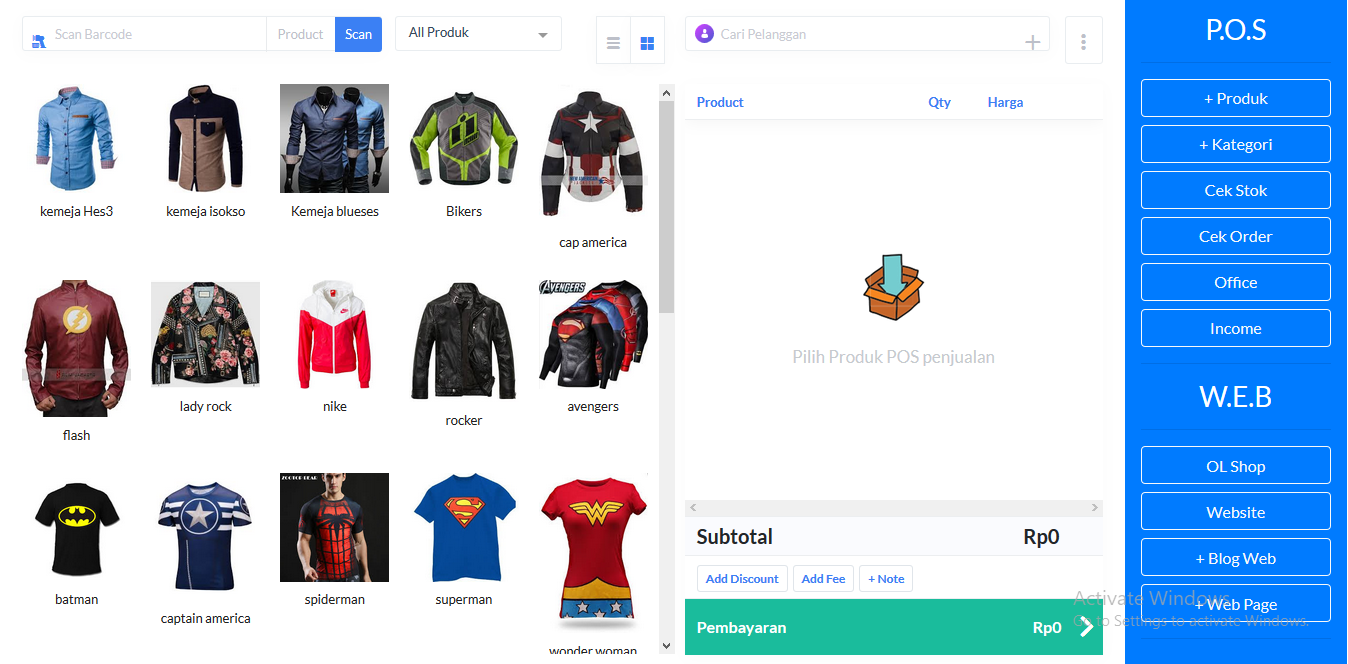 Scan Barcode
Product
Scan
All Produk
Cari Pelanggan
P.O.S
+ Produk
+ Kategori
Cek Stok
Cek Order
Office
Income
W.E.B
OL Shop
Website
+ Blog Web
+ Web Page
Product Qty Harga
Pilih Produk POS penjualan
kemeja Hes3
kemeja isokso
Kemeja blueses
Bikers
cap america
AVENGERS
flash
lady rock
nike
rocker
avengers
ZOOTOP BEAR
batman
captain america
spiderman
superman
wonder woman
Subtotal Rp0
Add Discount
Add Fee
+ Note
Pembayaran Rp0
Activate Windows
Go to Settings to activate Windows.